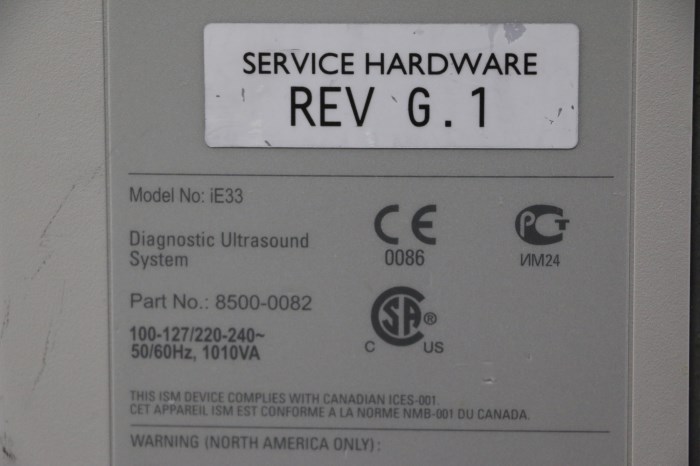 SERVICE HARDWARE
REV G.1
Model No: iE33
Diagnostic Ultrasound
System
CE
0086
РСТ
ИМ24
Part No.: 8500-0082
100-127/220-240~
50/60Hz, 1010VA
CSA®
C US
THIS ISM DEVICE COMPLIES WITH CANADIAN ICES-001.
CET APPAREIL ISM EST CONFORME A LA NORME NMB-001 DU CANADA.
WARNING (NORTH AMERICA ONLY):